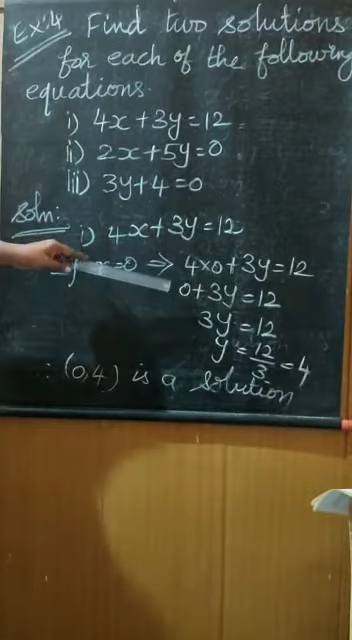 Ex:4 Find two solutions
for each of the following
equations.
i) 4x+3y=12
ii) 2x+5y=0
iii) 3y+4=0
Soln:
i) 4x+3y=12
x=0 ⇒ 4×0+3y=12
0+3y=12
3y=12
y=12/3=4
∴ (0,4) is a solution